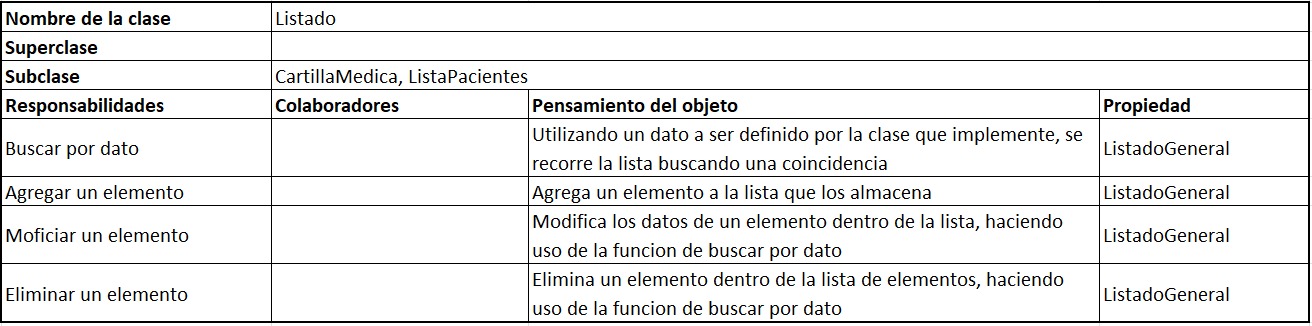 Nombre de la clase Listado
Superclase
Subclase CartillaMedica, ListaPacientes
Responsabilidades Colaboradores Pensamiento del objeto Propiedad
Buscar por dato Utilizando un dato a ser definido por la clase que implemente, se
recorre la lista buscando una coincidencia ListadoGeneral
Agregar un elemento Agrega un elemento a la lista que los almacena ListadoGeneral
Moficiar un elemento Modifica los datos de un elemento dentro de la lista, haciendo
uso de la funcion de buscar por dato ListadoGeneral
Eliminar un elemento Elimina un elemento dentro de la lista de elementos, haciendo
uso de la funcion de buscar por dato ListadoGeneral